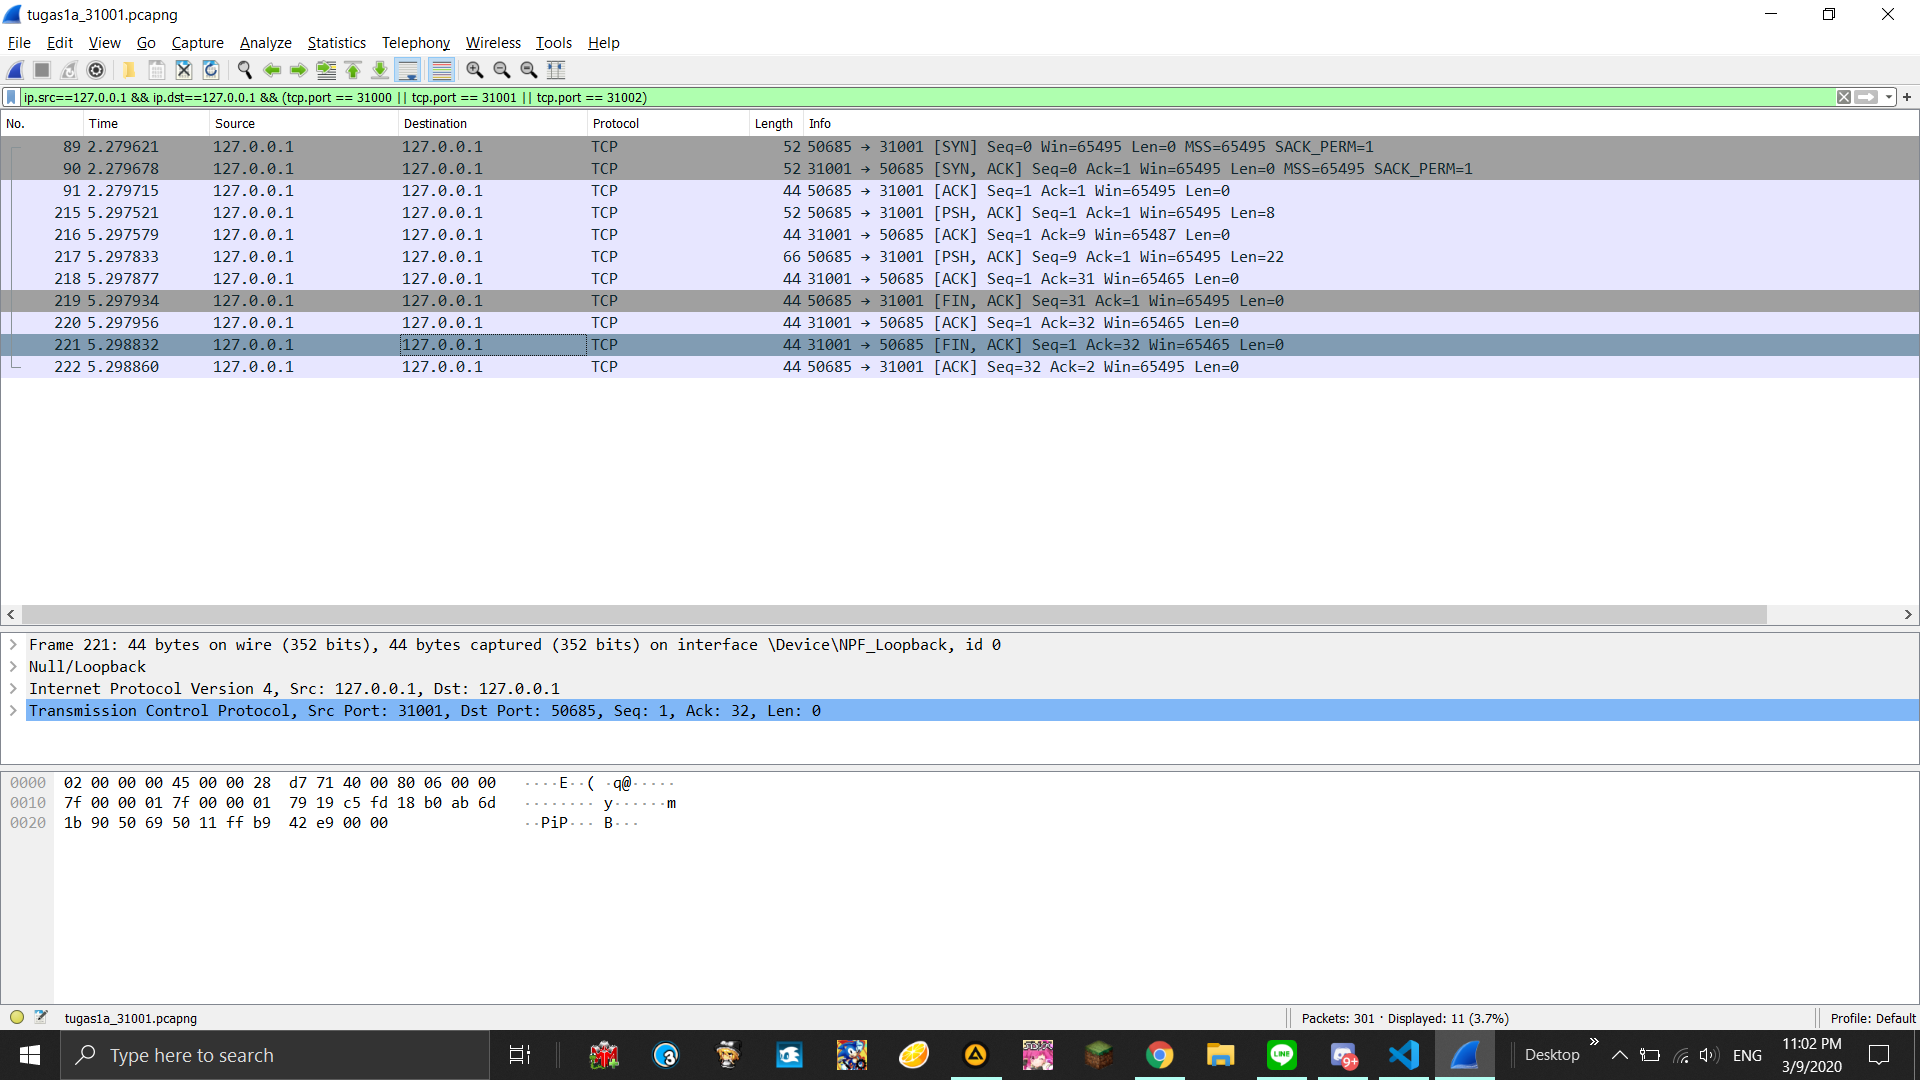 tugas1a_31001.pcapng
File Edit View Go Capture Analyze Statistics Telephony Wireless Tools Help
ip.src==127.0.0.1 && ip.dst==127.0.0.1 && (tcp.port == 31000 || tcp.port == 31001 || tcp.port == 31002)
No. Time Source Destination Protocol Length Info
89 2.279621 127.0.0.1 127.0.0.1 TCP 52 50685 → 31001 [SYN] Seq=0 Win=65495 Len=0 MSS=65495 SACK_PERM=1
90 2.279678 127.0.0.1 127.0.0.1 TCP 52 31001 → 50685 [SYN, ACK] Seq=0 Ack=1 Win=65495 Len=0 MSS=65495 SACK_PERM=1
91 2.279715 127.0.0.1 127.0.0.1 TCP 44 50685 → 31001 [ACK] Seq=1 Ack=1 Win=65495 Len=0
215 5.297521 127.0.0.1 127.0.0.1 TCP 52 50685 → 31001 [PSH, ACK] Seq=1 Ack=1 Win=65495 Len=8
216 5.297579 127.0.0.1 127.0.0.1 TCP 44 31001 → 50685 [ACK] Seq=1 Ack=9 Win=65487 Len=0
217 5.297833 127.0.0.1 127.0.0.1 TCP 66 50685 → 31001 [PSH, ACK] Seq=9 Ack=1 Win=65495 Len=22
218 5.297877 127.0.0.1 127.0.0.1 TCP 44 31001 → 50685 [ACK] Seq=1 Ack=31 Win=65465 Len=0
219 5.297934 127.0.0.1 127.0.0.1 TCP 44 50685 → 31001 [FIN, ACK] Seq=31 Ack=1 Win=65495 Len=0
220 5.297956 127.0.0.1 127.0.0.1 TCP 44 31001 → 50685 [ACK] Seq=1 Ack=32 Win=65465 Len=0
221 5.298832 127.0.0.1 127.0.0.1 TCP 44 31001 → 50685 [FIN, ACK] Seq=1 Ack=32 Win=65465 Len=0
222 5.298860 127.0.0.1 127.0.0.1 TCP 44 50685 → 31001 [ACK] Seq=32 Ack=2 Win=65495 Len=0
Frame 221: 44 bytes on wire (352 bits), 44 bytes captured (352 bits) on interface \Device\NPF_Loopback, id 0
Null/Loopback
Internet Protocol Version 4, Src: 127.0.0.1, Dst: 127.0.0.1
Transmission Control Protocol, Src Port: 31001, Dst Port: 50685, Seq: 1, Ack: 32, Len: 0
0000 02 00 00 00 45 00 00 28 d7 71 40 00 80 06 00 00 ····E··( ·q@·····
0010 7f 00 00 01 7f 00 00 01 79 19 c5 fd 18 b0 ab 6d ········ y······m
0020 1b 90 50 69 50 11 ff b9 42 e9 00 00 ··PiP··· B···
tugas1a_31001.pcapng
Packets: 301 · Displayed: 11 (3.7%)
Profile: Default
Type here to search
9+
LINE
Desktop
ENG
11:02 PM
3/9/2020